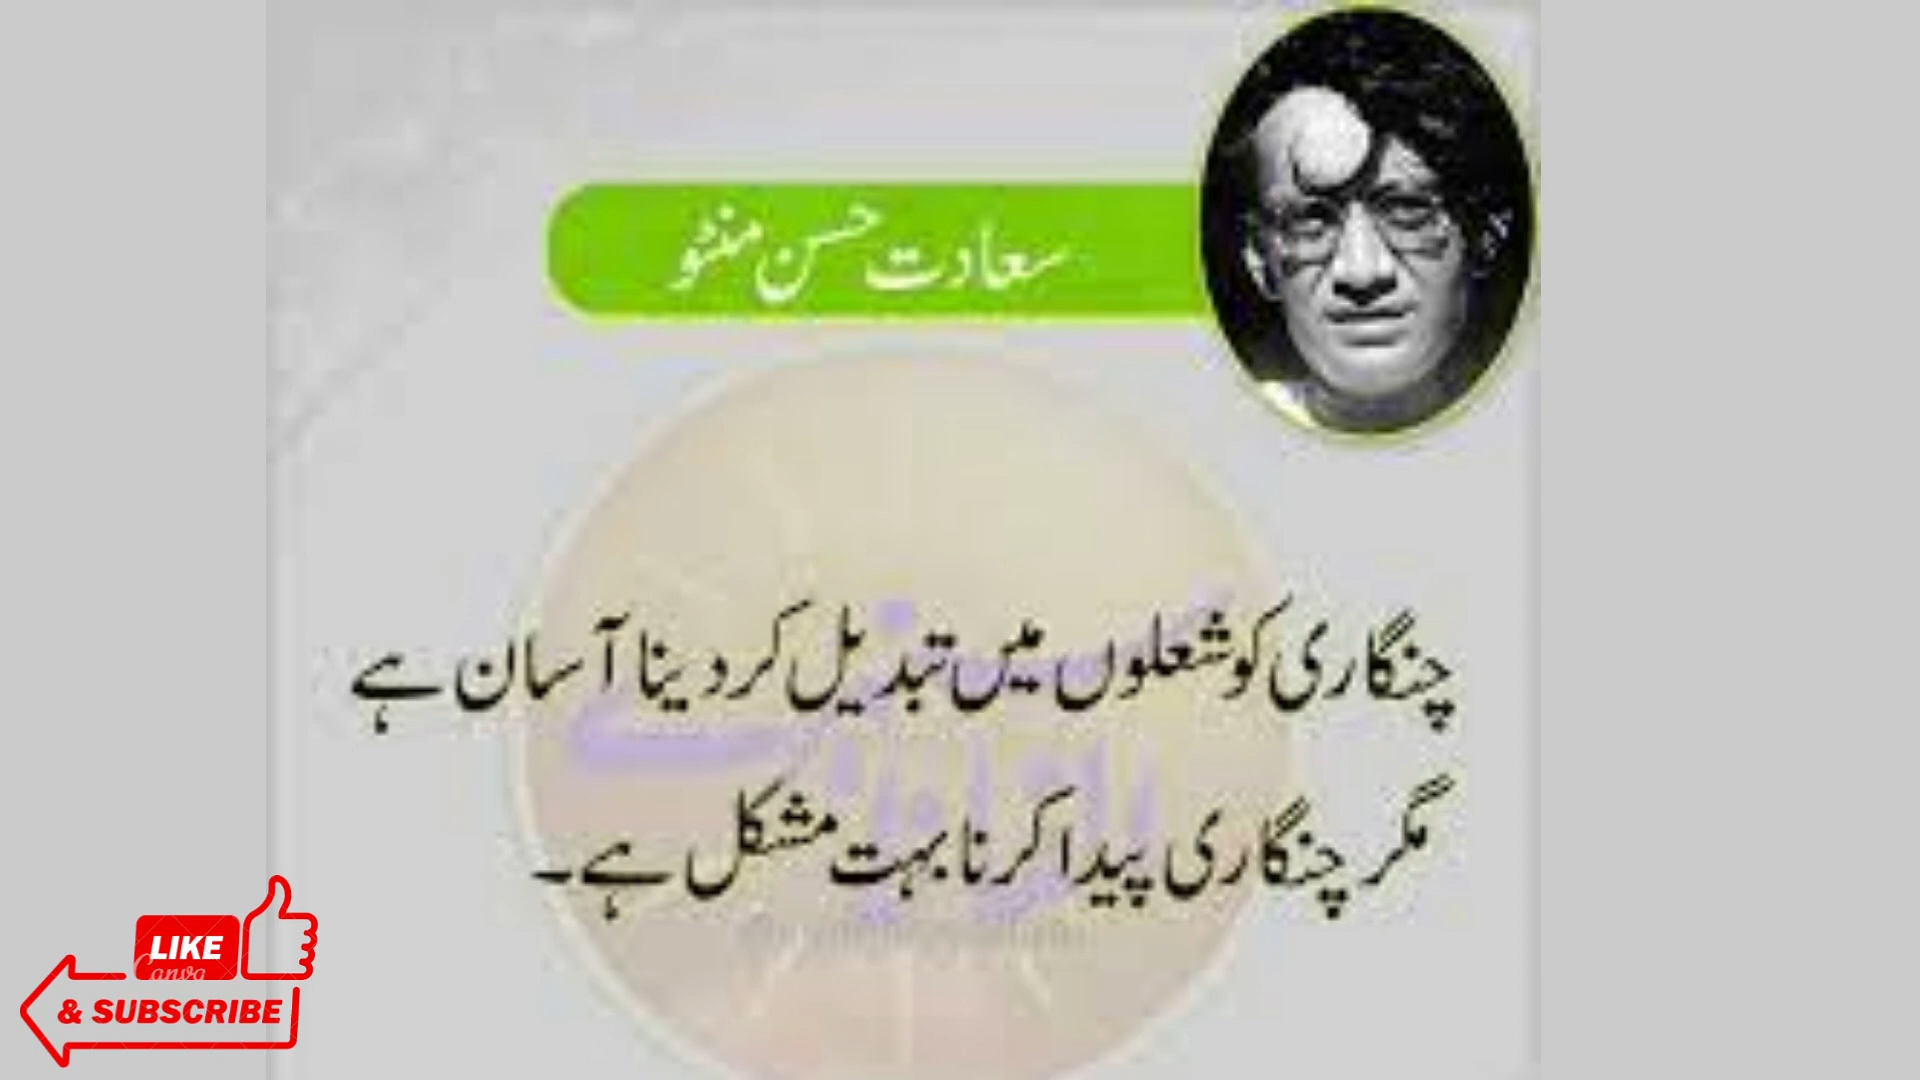 سعادت حسن منٹو
چنگاری کو شعلوں میں تبدیل کر دینا آسان ہے
مگر چنگاری پیدا کرنا بہت مشکل ہے۔
LIKE
Canva
& SUBSCRIBE